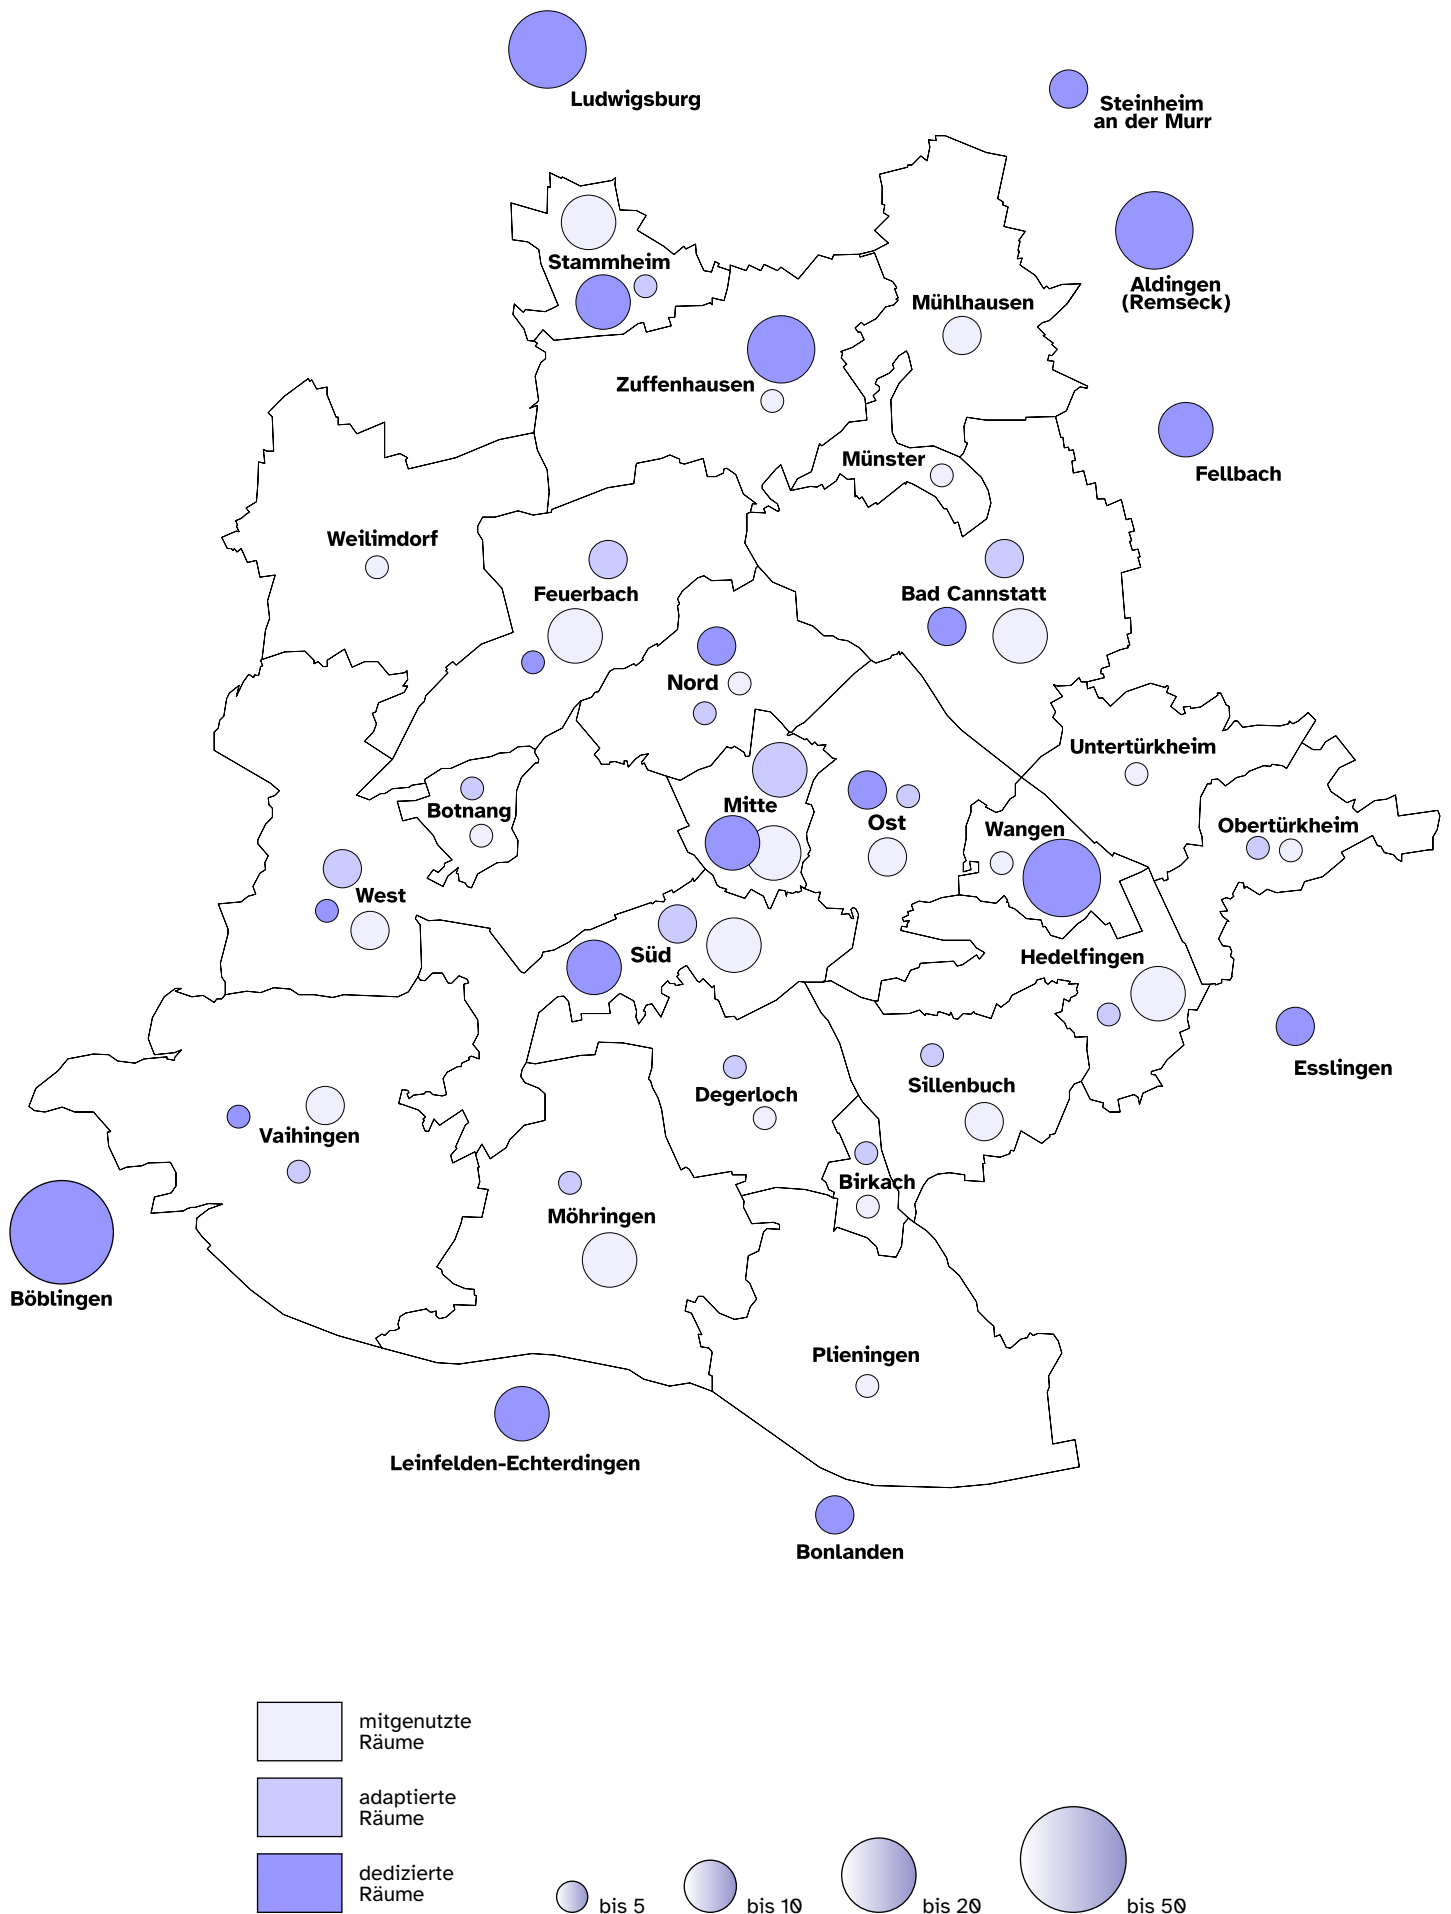 Ludwigsburg
Steinheim
an der Murr
Stammheim
Aldingen
(Remseck)
Mühlhausen
Zuffenhausen
Münster
Fellbach
Weilimdorf
Feuerbach
Bad Cannstatt
Nord
Untertürkheim
Botnang
Mitte
Ost
Wangen
Obertürkheim
West
Süd
Hedelfingen
Esslingen
Degerloch
Sillenbuch
Vaihingen
Birkach
Möhringen
Böblingen
Plieningen
Leinfelden-Echterdingen
Bonlanden
mitgenutzte
Räume
adaptierte
Räume
dedizierte
Räume
bis 5
bis 10
bis 20
bis 50